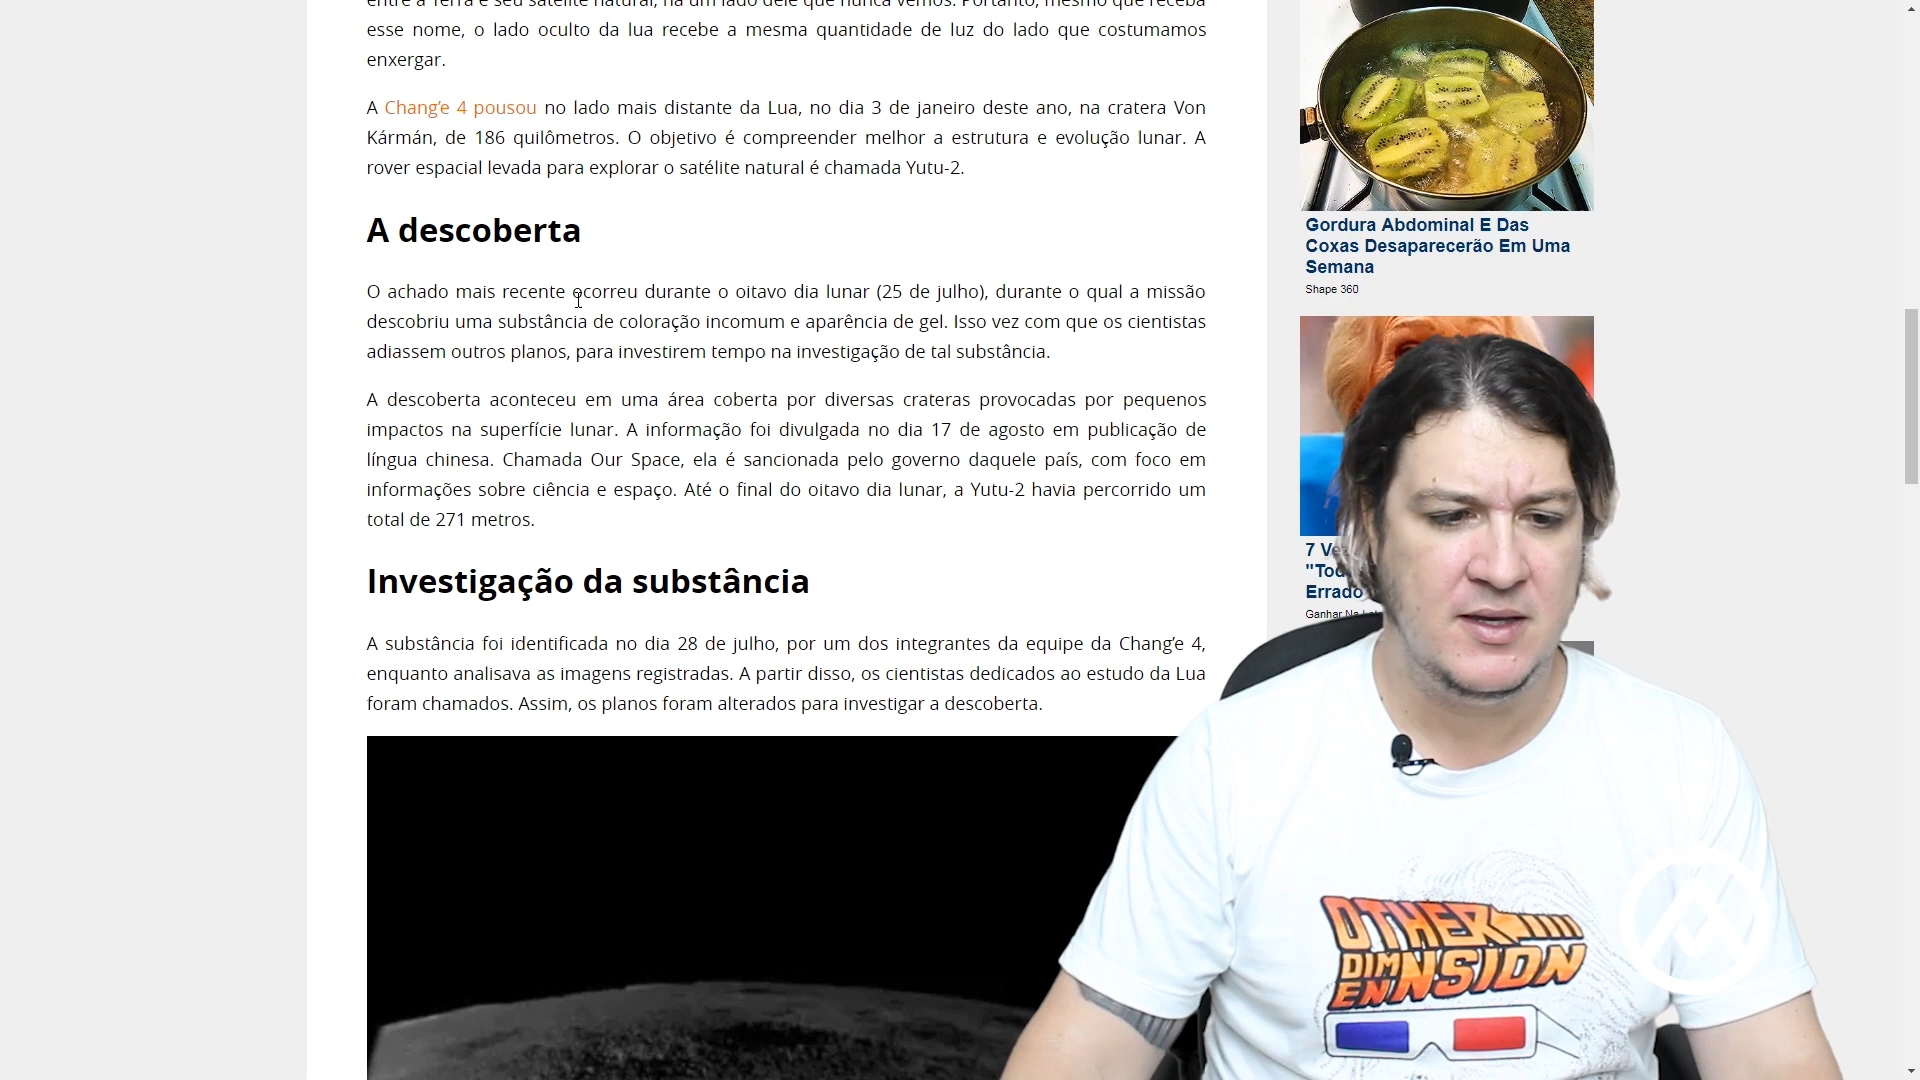 esse nome, o lado oculto da lua recebe a mesma quantidade de luz do lado que costumamos
enxergar.
A Chang’e 4 pousou no lado mais distante da Lua, no dia 3 de janeiro deste ano, na cratera Von
Kármán, de 186 quilômetros. O objetivo é compreender melhor a estrutura e evolução lunar. A
rover espacial levada para explorar o satélite natural é chamada Yutu-2.
A descoberta
O achado mais recente ocorreu durante o oitavo dia lunar (25 de julho), durante o qual a missão
descobriu uma substância de coloração incomum e aparência de gel. Isso vez com que os cientistas
adiassem outros planos, para investirem tempo na investigação de tal substância.
A descoberta aconteceu em uma área coberta por diversas crateras provocadas por pequenos
impactos na superfície lunar. A informação foi divulgada no dia 17 de agosto em publicação de
língua chinesa. Chamada Our Space, ela é sancionada pelo governo daquele país, com foco em
informações sobre ciência e espaço. Até o final do oitavo dia lunar, a Yutu-2 havia percorrido um
total de 271 metros.
Investigação da substância
A substância foi identificada no dia 28 de julho, por um dos integrantes da equipe da Chang’e 4,
enquanto analisava as imagens registradas. A partir disso, os cientistas dedicados ao estudo da Lua
foram chamados. Assim, os planos foram alterados para investigar a descoberta.
Gordura Abdominal E Das
Coxas Desaparecerão Em Uma
Semana
Shape 360
7
Errado
Ganhar Na
OTHER
DIMENNSION